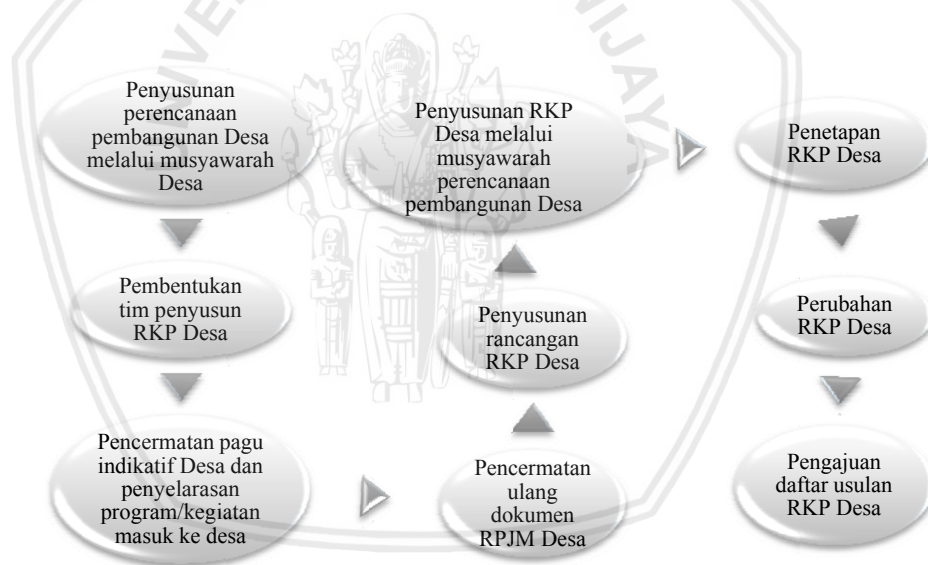 Penyusunan
perencanaan
pembangunan Desa
melalui musyawarah
Desa
Pembentukan
tim penyusun
RKP Desa
Pencermatan pagu
indikatif Desa dan
penyelarasan
program/kegiatan
masuk ke desa
Pencermatan
ulang
dokumen
RPJM Desa
Penyusunan
rancangan
RKP Desa
Penyusunan RKP
Desa melalui
musyawarah
perencanaan
pembangunan Desa
Penetapan
RKP Desa
Perubahan
RKP Desa
Pengajuan
daftar usulan
RKP Desa